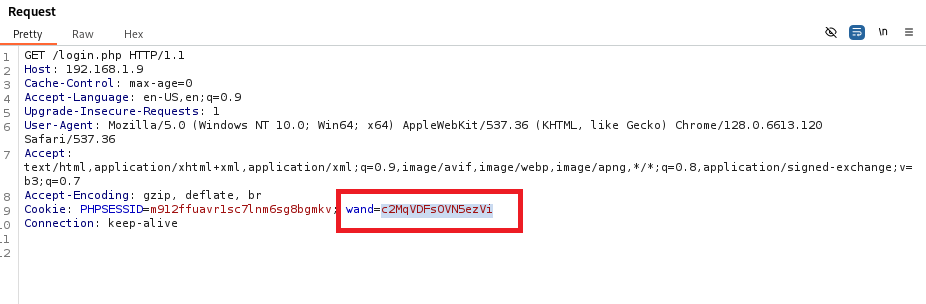 Request
Pretty Raw Hex
\n
1 GET /login.php HTTP/1.1
2 Host: 192.168.1.9
3 Cache-Control: max-age=0
4 Accept-Language: en-US,en;q=0.9
5 Upgrade-Insecure-Requests: 1
6 User-Agent: Mozilla/5.0 (Windows NT 10.0; Win64; x64) AppleWebKit/537.36 (KHTML, like Gecko) Chrome/128.0.6613.120
Safari/537.36
7 Accept:
text/html,application/xhtml+xml,application/xml;q=0.9,image/avif,image/webp,image/apng,*/*;q=0.8,application/signed-exchange;v=
b3;q=0.7
8 Accept-Encoding: gzip, deflate, br
9 Cookie: PHPSESSID=m912ffuavr1sc7lnm6sg8bgmkv; wand=c2MqVDFsOVN5ezVi
10 Connection: keep-alive
11
12